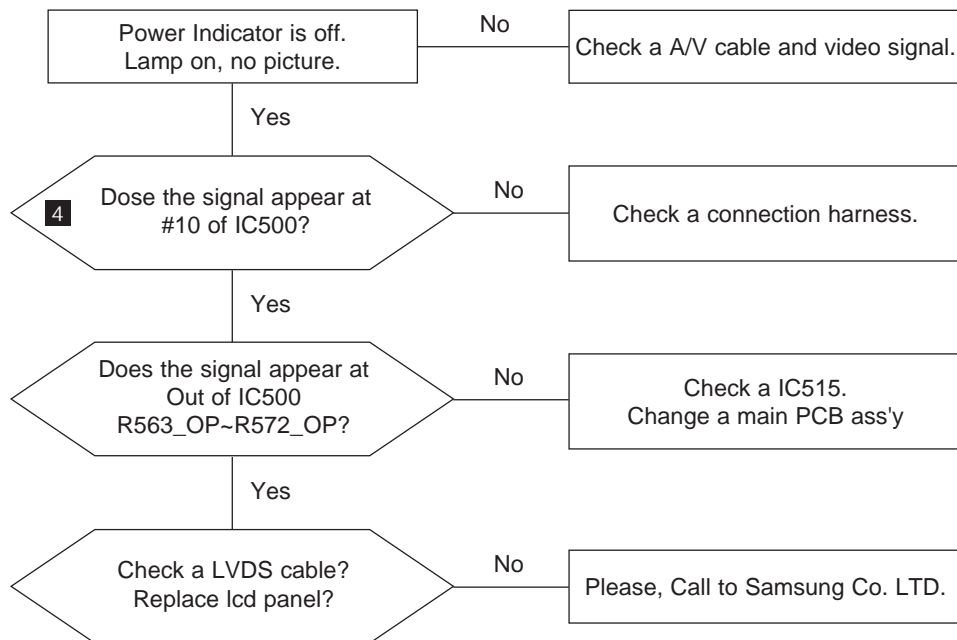 Power Indicator is off.
Lamp on, no picture.
No
Check a A/V cable and video signal.
Yes
4
Dose the signal appear at
#10 of IC500?
No
Check a connection harness.
Yes
Does the signal appear at
Out of IC500
R563_OP~R572_OP?
No
Check a IC515.
Change a main PCB ass'y
Yes
Check a LVDS cable?
Replace lcd panel?
No
Please, Call to Samsung Co. LTD.